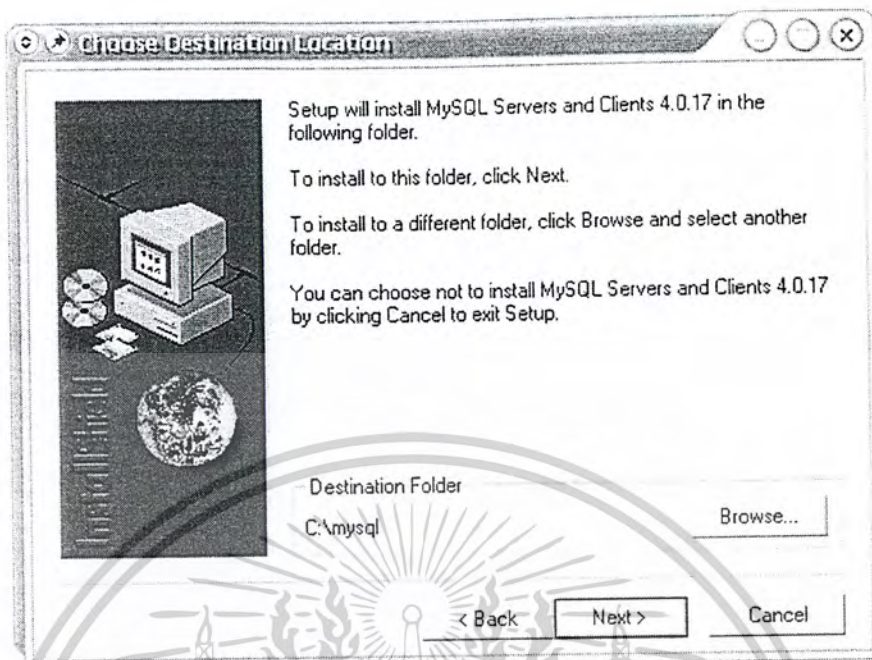 Choose Destination Location
Setup will install MySQL Servers and Clients 4.0.17 in the
following folder.
To install to this folder, click Next.
To install to a different folder, click Browse and select another
folder.
You can choose not to install MySQL Servers and Clients 4.0.17
by clicking Cancel to exit Setup.
InstallShield
Destination Folder
C:\mysql
Browse...
< Back
Next >
Cancel